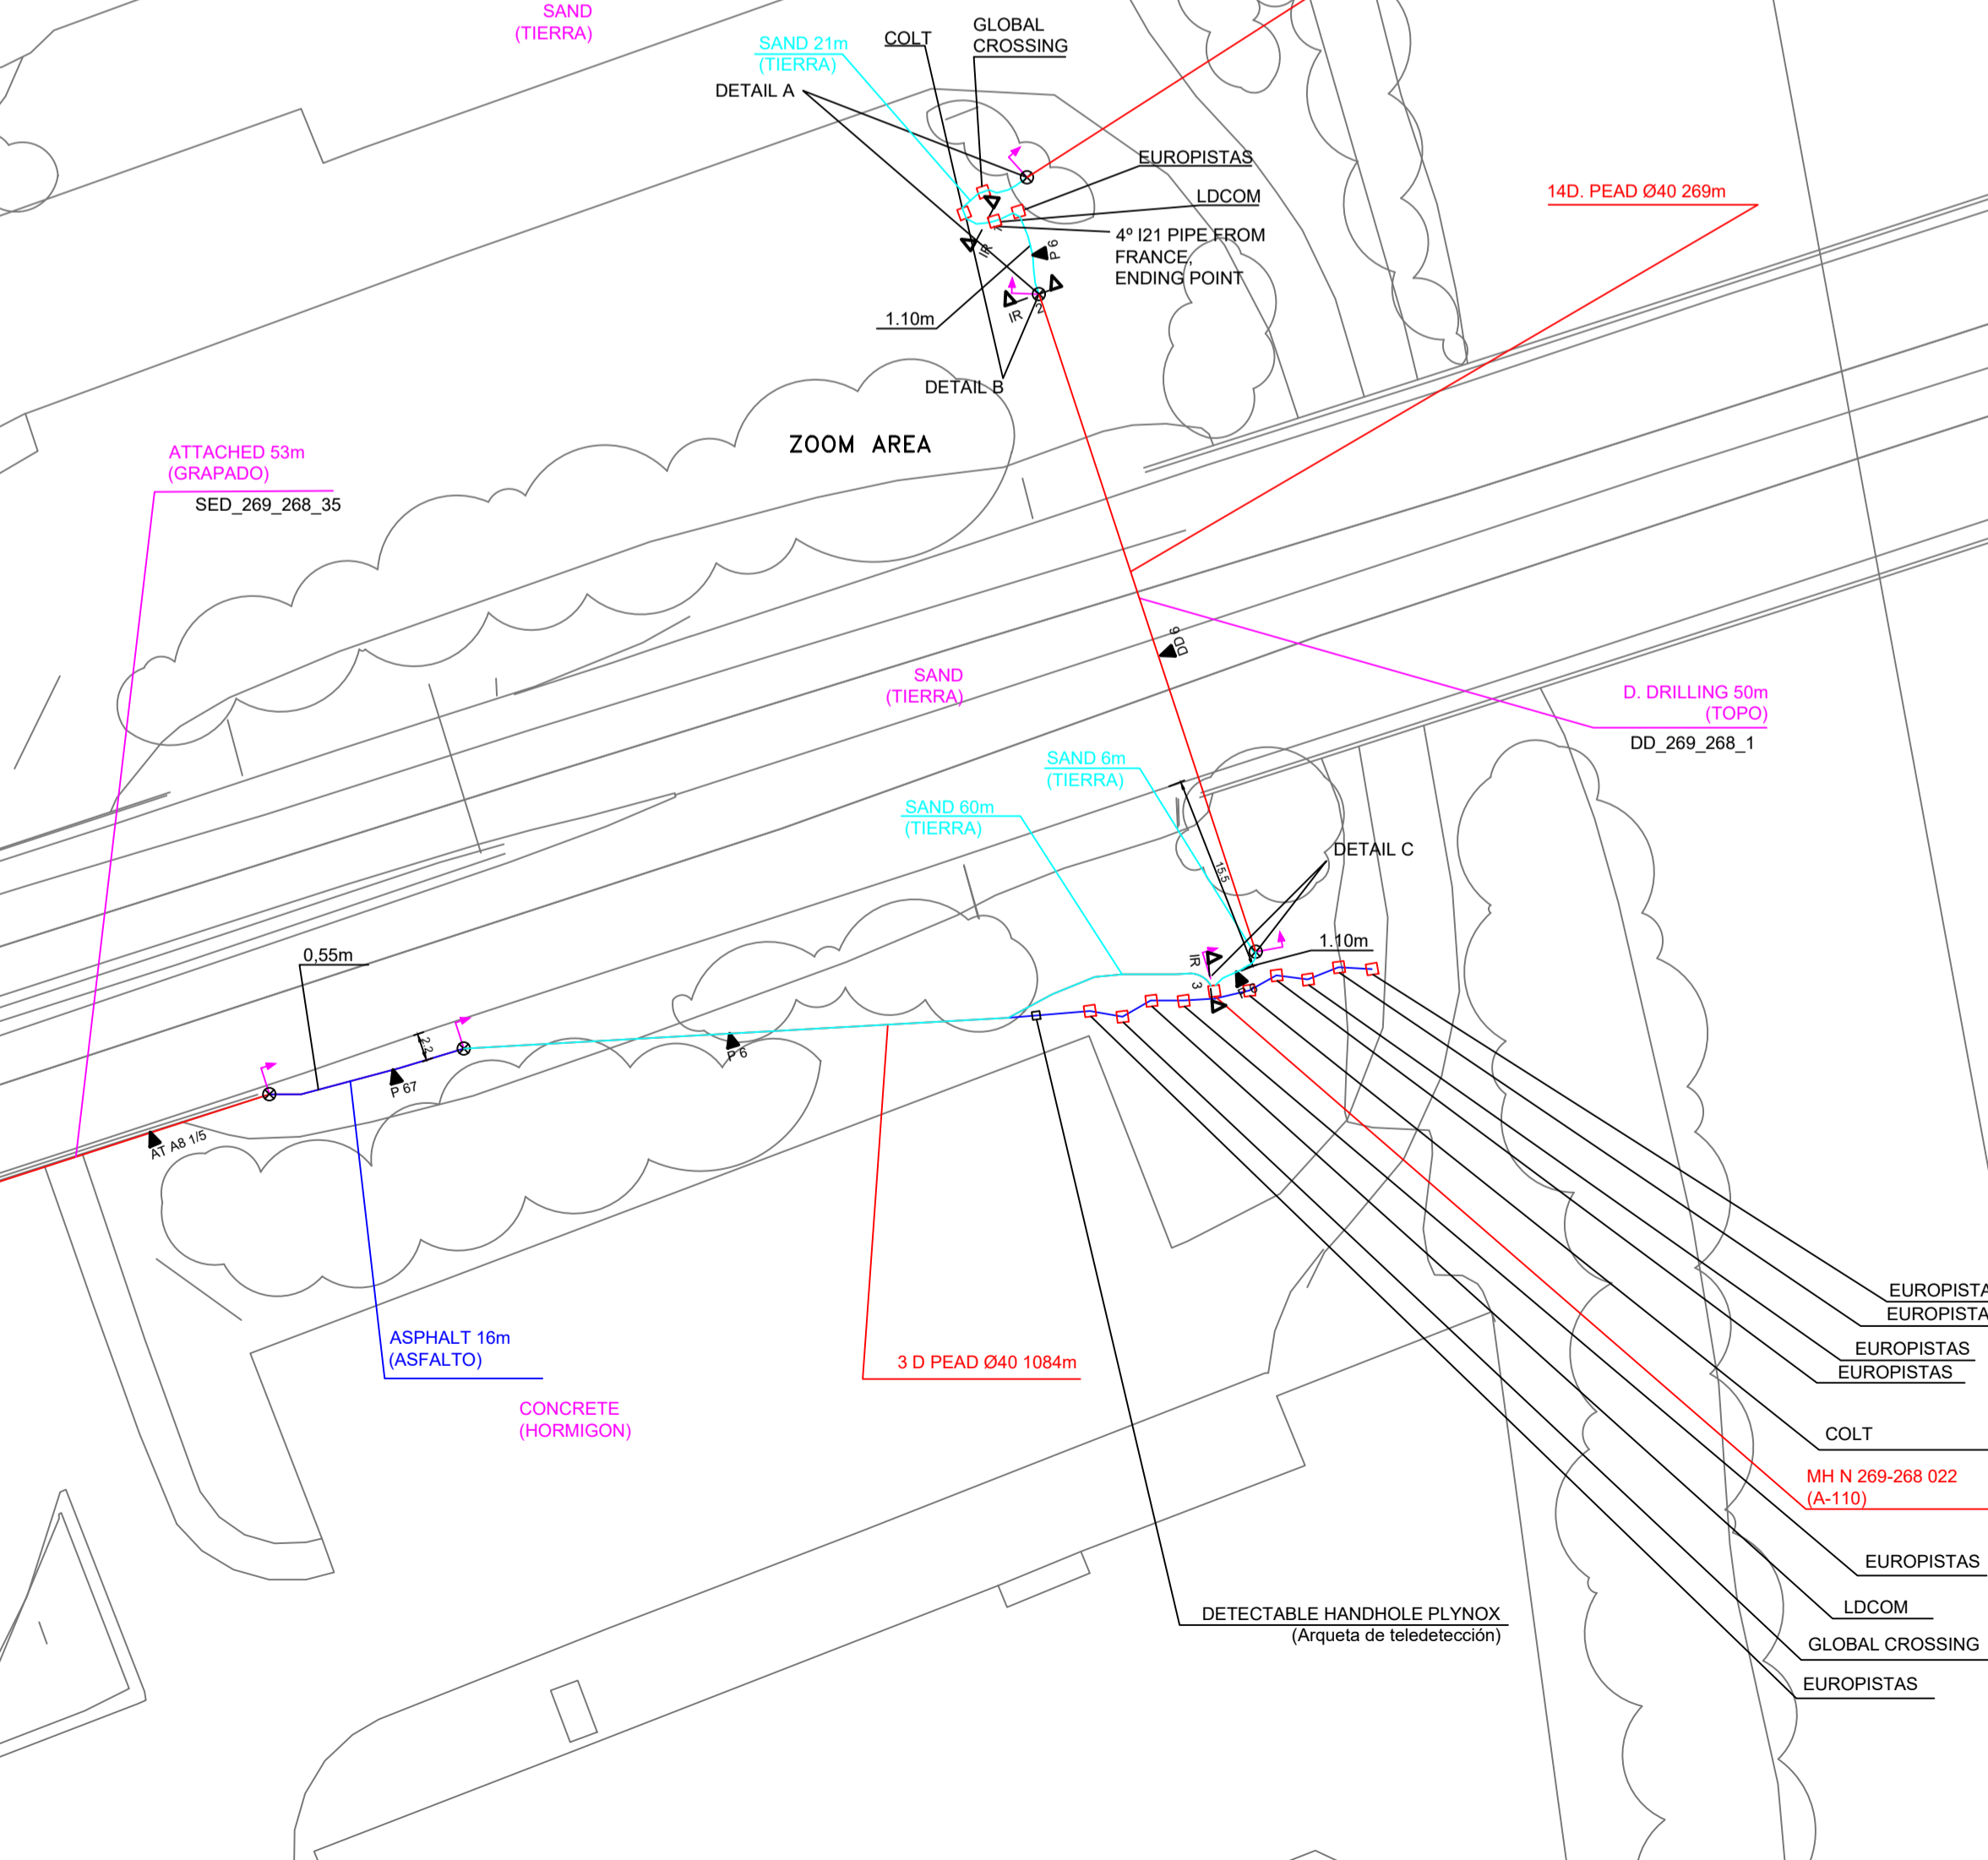 SAND
(TIERRA)
SAND 21m
(TIERRA)
COLT
GLOBAL
CROSSING
DETAIL A
EUROPISTAS
LDCOM
14D. PEAD Ø40 269m
4º I21 PIPE FROM
FRANCE,
ENDING POINT
P 6
IR
1
IR
2
1.10m
DETAIL B
ZOOM AREA
ATTACHED 53m
(GRAPADO)
SED_269_268_35
DD 6
SAND
(TIERRA)
D. DRILLING 50m
(TOPO)
DD_269_268_1
SAND 6m
(TIERRA)
SAND 60m
(TIERRA)
DETAIL C
15.5
1.10m
IR
3
0,55m
2.2
P 67
P 6
AT A8 1/5
EUROPISTA
EUROPISTA
EUROPISTAS
EUROPISTAS
ASPHALT 16m
(ASFALTO)
3 D PEAD Ø40 1084m
CONCRETE
(HORMIGON)
COLT
MH N 269-268 022
(A-110)
EUROPISTAS
LDCOM
DETECTABLE HANDHOLE PLYNOX
(Arqueta de teledetección)
GLOBAL CROSSING
EUROPISTAS